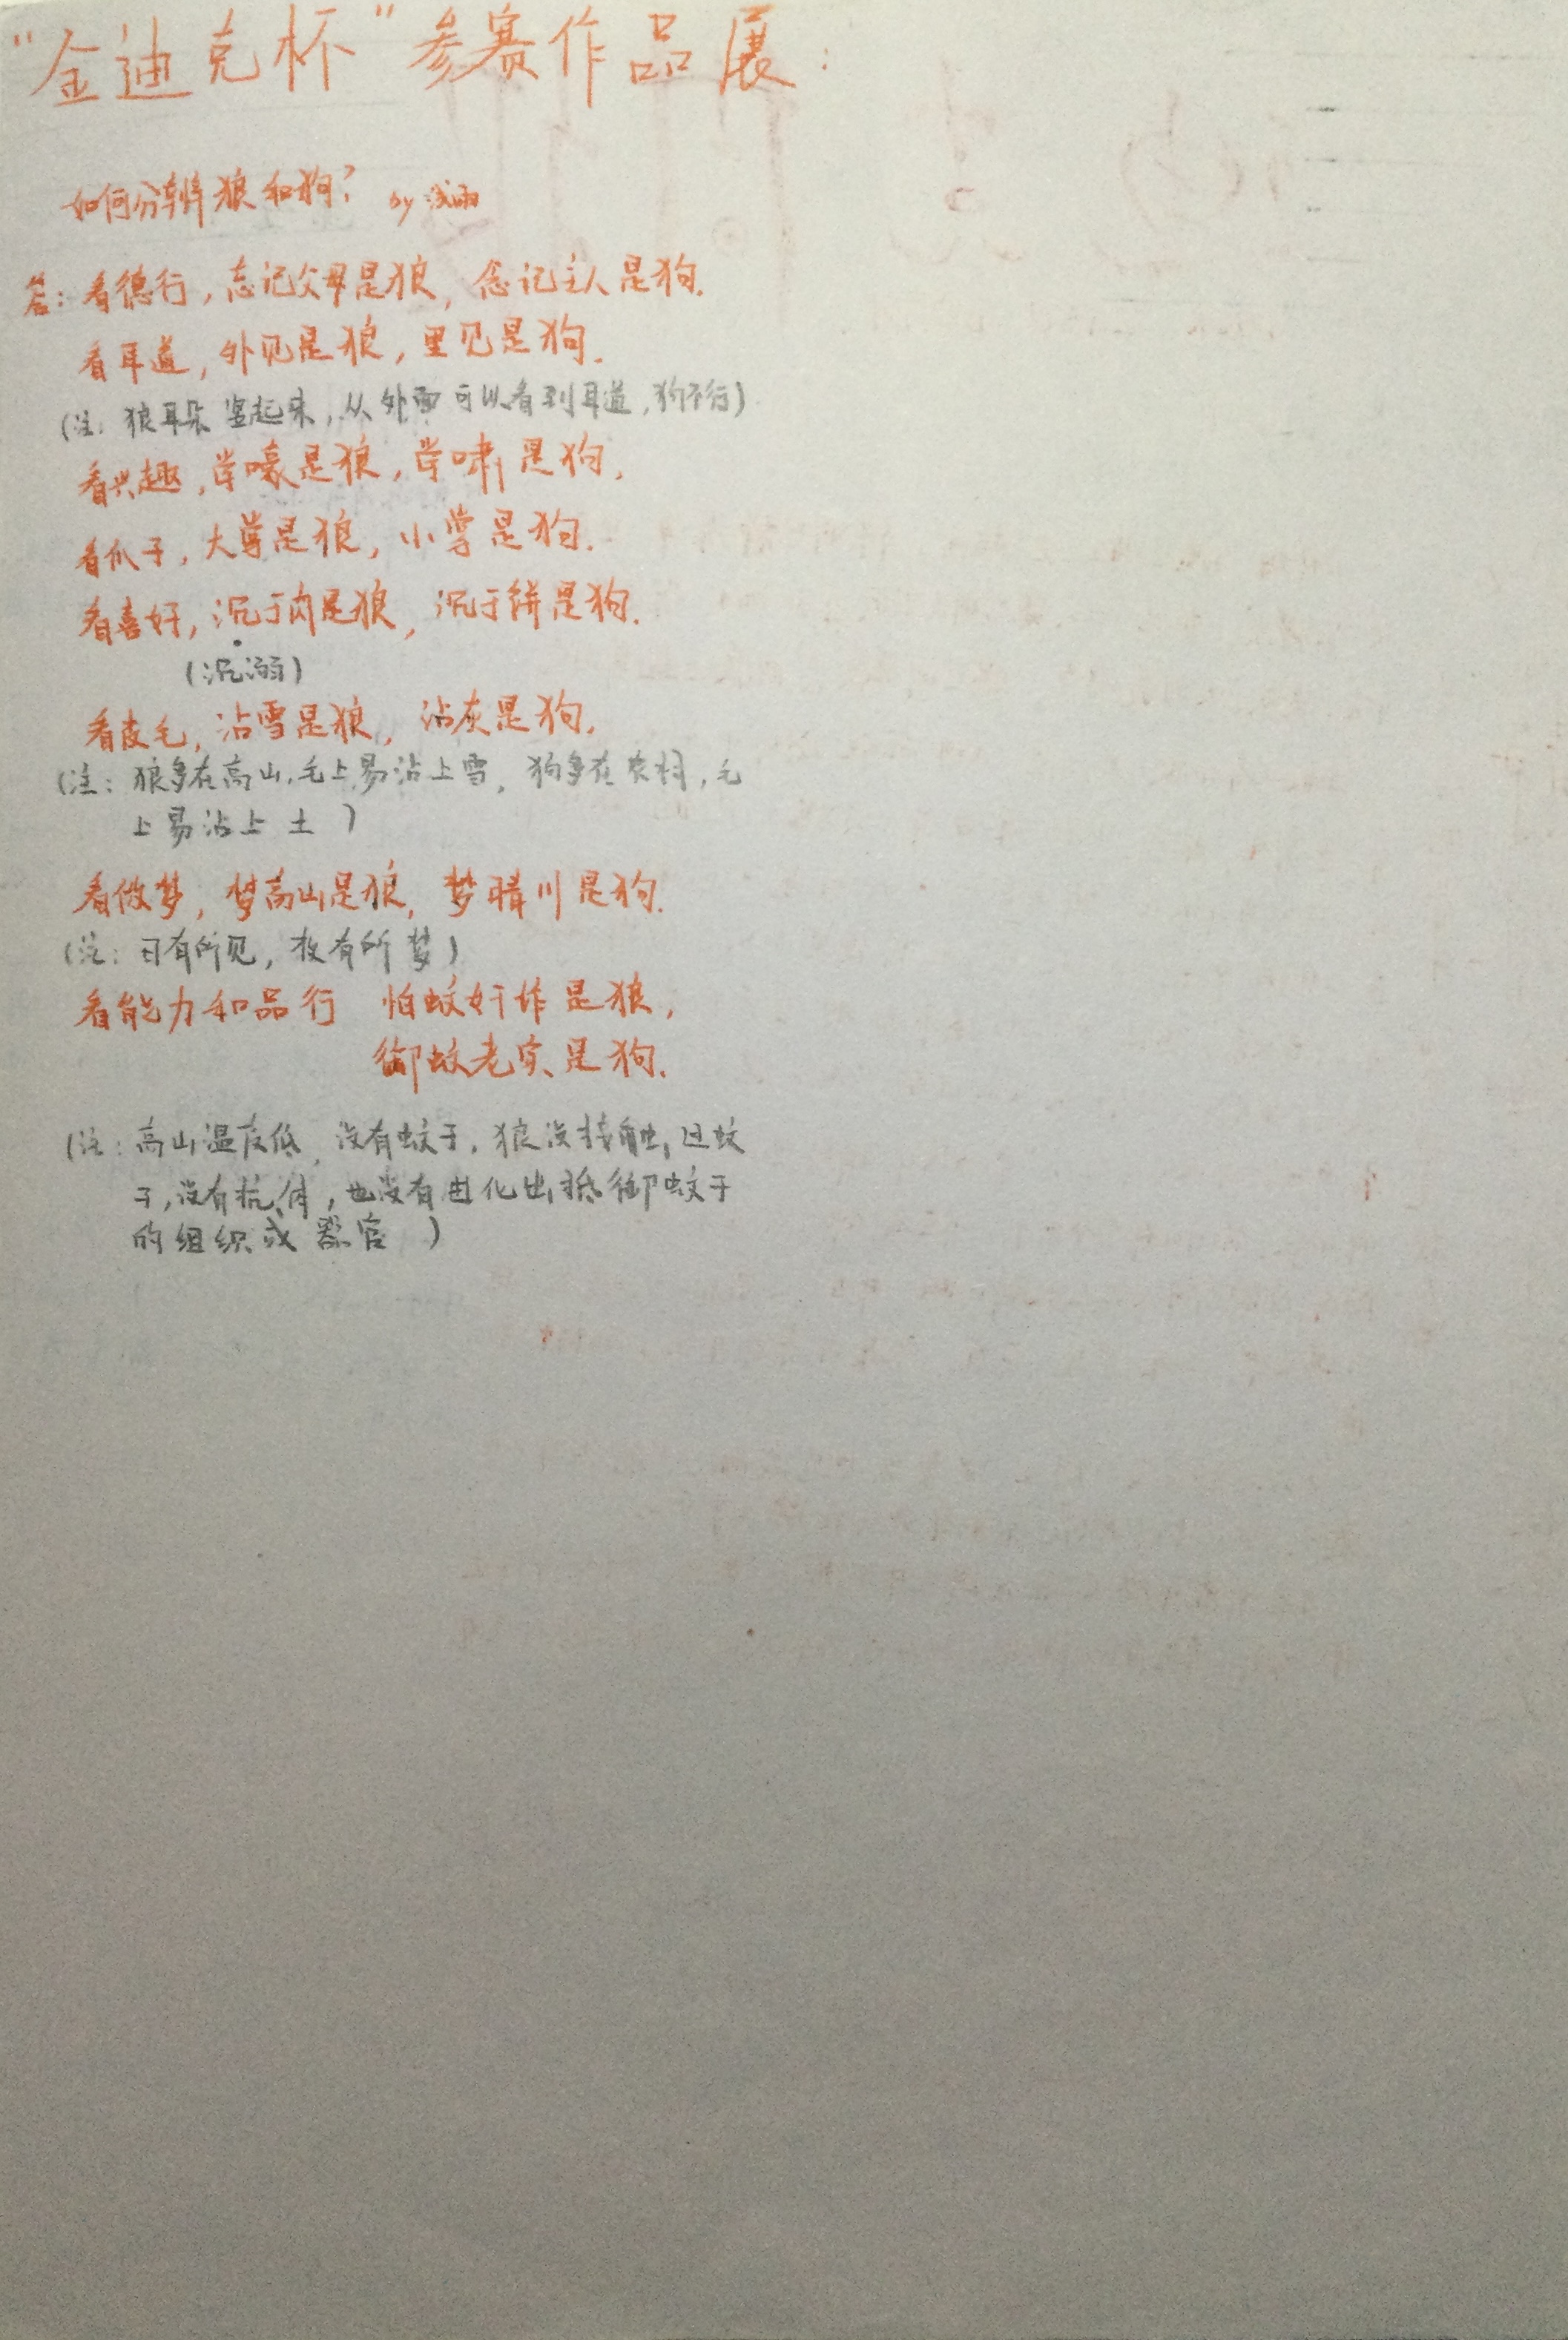 “金迪克杯”参赛作品展:
如何分辨狼和狗? by 浅雨
答: 看德行, 忘记父母是狼, 念记主人是狗.
看耳道, 外见是狼, 里见是狗.
(注: 狼耳朵竖起来, 从外面可以看到耳道, 狗不行)
看兴趣, 学嚎是狼, 学啸是狗,
看爪子, 大掌是狼, 小掌是狗.
看喜好, 沉于肉是狼, 沉于饼是狗.
(沉溺)
看皮毛, 沾雪是狼, 沾灰是狗.
(注: 狼多在高山, 毛上易沾上雪, 狗多在农村, 毛
上易沾上土)
看做梦, 梦高山是狼, 梦晴川是狗.
(注: 日有所见, 夜有所梦)
看能力和品行 怕蚊奸诈是狼,
御蚊老实是狗.
(注: 高山温度低, 没有蚊子, 狼没接触过蚊
子, 没有抗体, 也没有进化出抵御蚊子
的组织或器官)